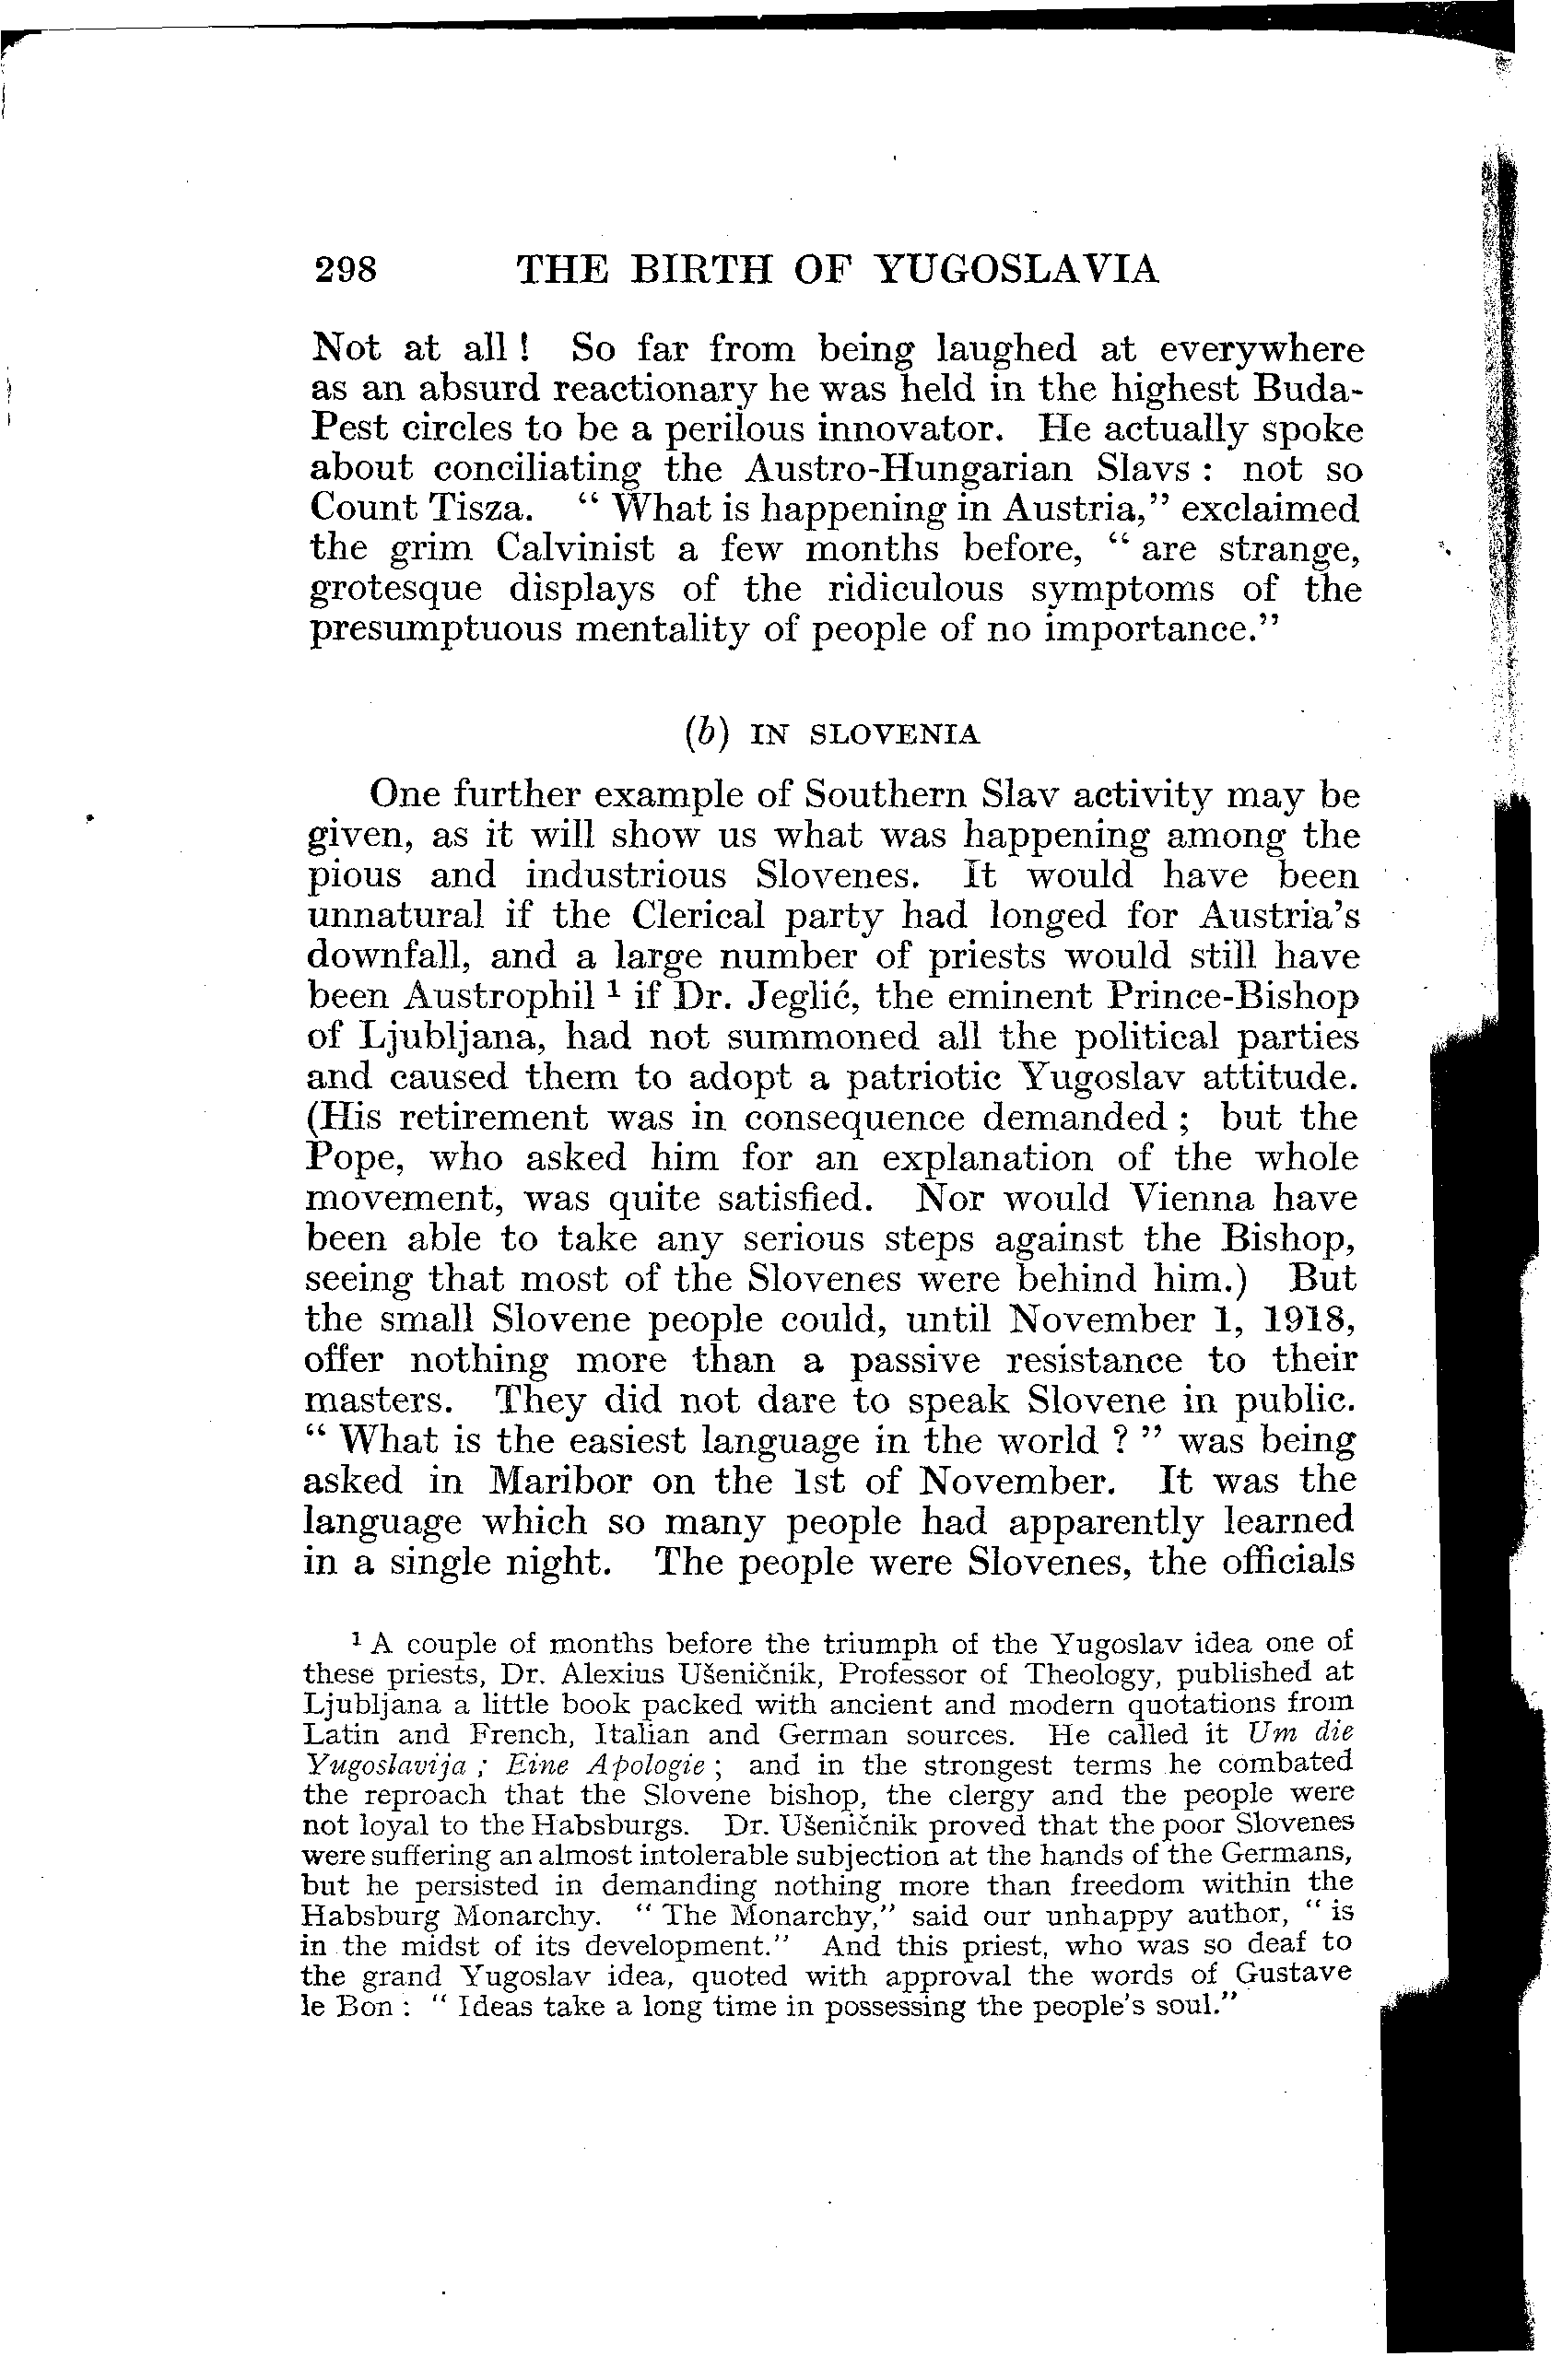 298 THE BIRTH OF YUGOSLAVIA
Not at all ! So far from being laughed at everywhere
as an absurd reactionary he was held in the highest Buda-
Pest circles to be a perilous innovator. He actually spoke
about conciliating the Austro-Hungarian Slavs : not so
Count Tisza. “ What is happening in Austria,” exclaimed
the grim Calvinist a few months before, “ are strange,
grotesque displays of the ridiculous symptoms of the
presumptuous mentality of people of no importance.”
(b) IN SLOVENIA
One further example of Southern Slav activity may be
given, as it will show us what was happening among the
pious and industrious Slovenes. It would have been
unnatural if the Clerical party had longed for Austria’s
downfall, and a large number of priests would still have
been Austrophil ¹ if Dr. Jeglić, the eminent Prince-Bishop
of Ljubljana, had not summoned all the political parties
and caused them to adopt a patriotic Yugoslav attitude.
(His retirement was in consequence demanded ; but the
Pope, who asked him for an explanation of the whole
movement, was quite satisfied. Nor would Vienna have
been able to take any serious steps against the Bishop,
seeing that most of the Slovenes were behind him.) But
the small Slovene people could, until November 1, 1918,
offer nothing more than a passive resistance to their
masters. They did not dare to speak Slovene in public.
“ What is the easiest language in the world ? ” was being
asked in Maribor on the 1st of November. It was the
language which so many people had apparently learned
in a single night. The people were Slovenes, the officials
¹ A couple of months before the triumph of the Yugoslav idea one of
these priests, Dr. Alexius Ušeničnik, Professor of Theology, published at
Ljubljana a little book packed with ancient and modern quotations from
Latin and French, Italian and German sources. He called it Um die
Yugoslavija ; Eine Apologie ; and in the strongest terms he combated
the reproach that the Slovene bishop, the clergy and the people were
not loyal to the Habsburgs. Dr. Ušeničnik proved that the poor Slovenes
were suffering an almost intolerable subjection at the hands of the Germans,
but he persisted in demanding nothing more than freedom within the
Habsburg Monarchy. “ The Monarchy,” said our unhappy author, “ is
in the midst of its development.” And this priest, who was so deaf to
the grand Yugoslav idea, quoted with approval the words of Gustave
le Bon : “ Ideas take a long time in possessing the people’s soul.”